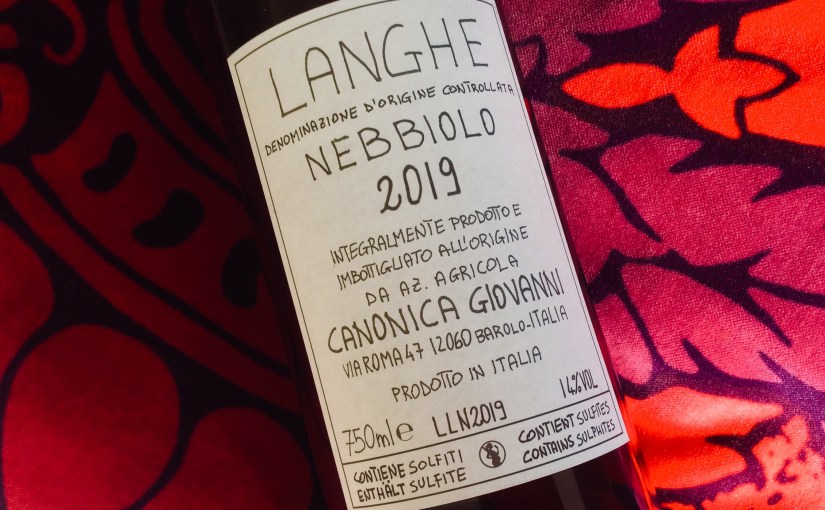 LANGHE
DENOMINAZIONE D'ORIGINE CONTROLLATA
NEBBIOLO
2019
INTEGRALMENTE PRODOTTO E
IMBOTTIGLIATO ALL'ORIGINE
DA AZ. AGRICOLA
CANONICA GIOVANNI
VIA ROMA 47 12060 BAROLO-ITALIA
PRODOTTO IN ITALIA
750ml e LLN2019 14%VOL
CONTIENE SOLFITI CONTIENT SULFITES
ENTHÄLT SULFITE CONTAINS SULPHITES